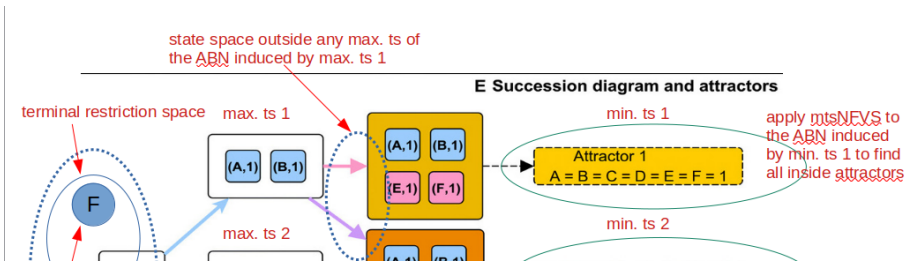 state space outside any max. ts of
the ABN induced by max. ts 1
E Succession diagram and attractors
terminal restriction space
max. ts 1
min. ts 1
apply mtsNFVS to
the ABN induced
by min. ts 1 to find
all inside attractors
(A,1) (B,1)
(A,1) (B,1)
(E,1) (F,1)
Attractor 1
A = B = C = D = E = F = 1
F
max. ts 2
min. ts 2
(A,1) (B,1)